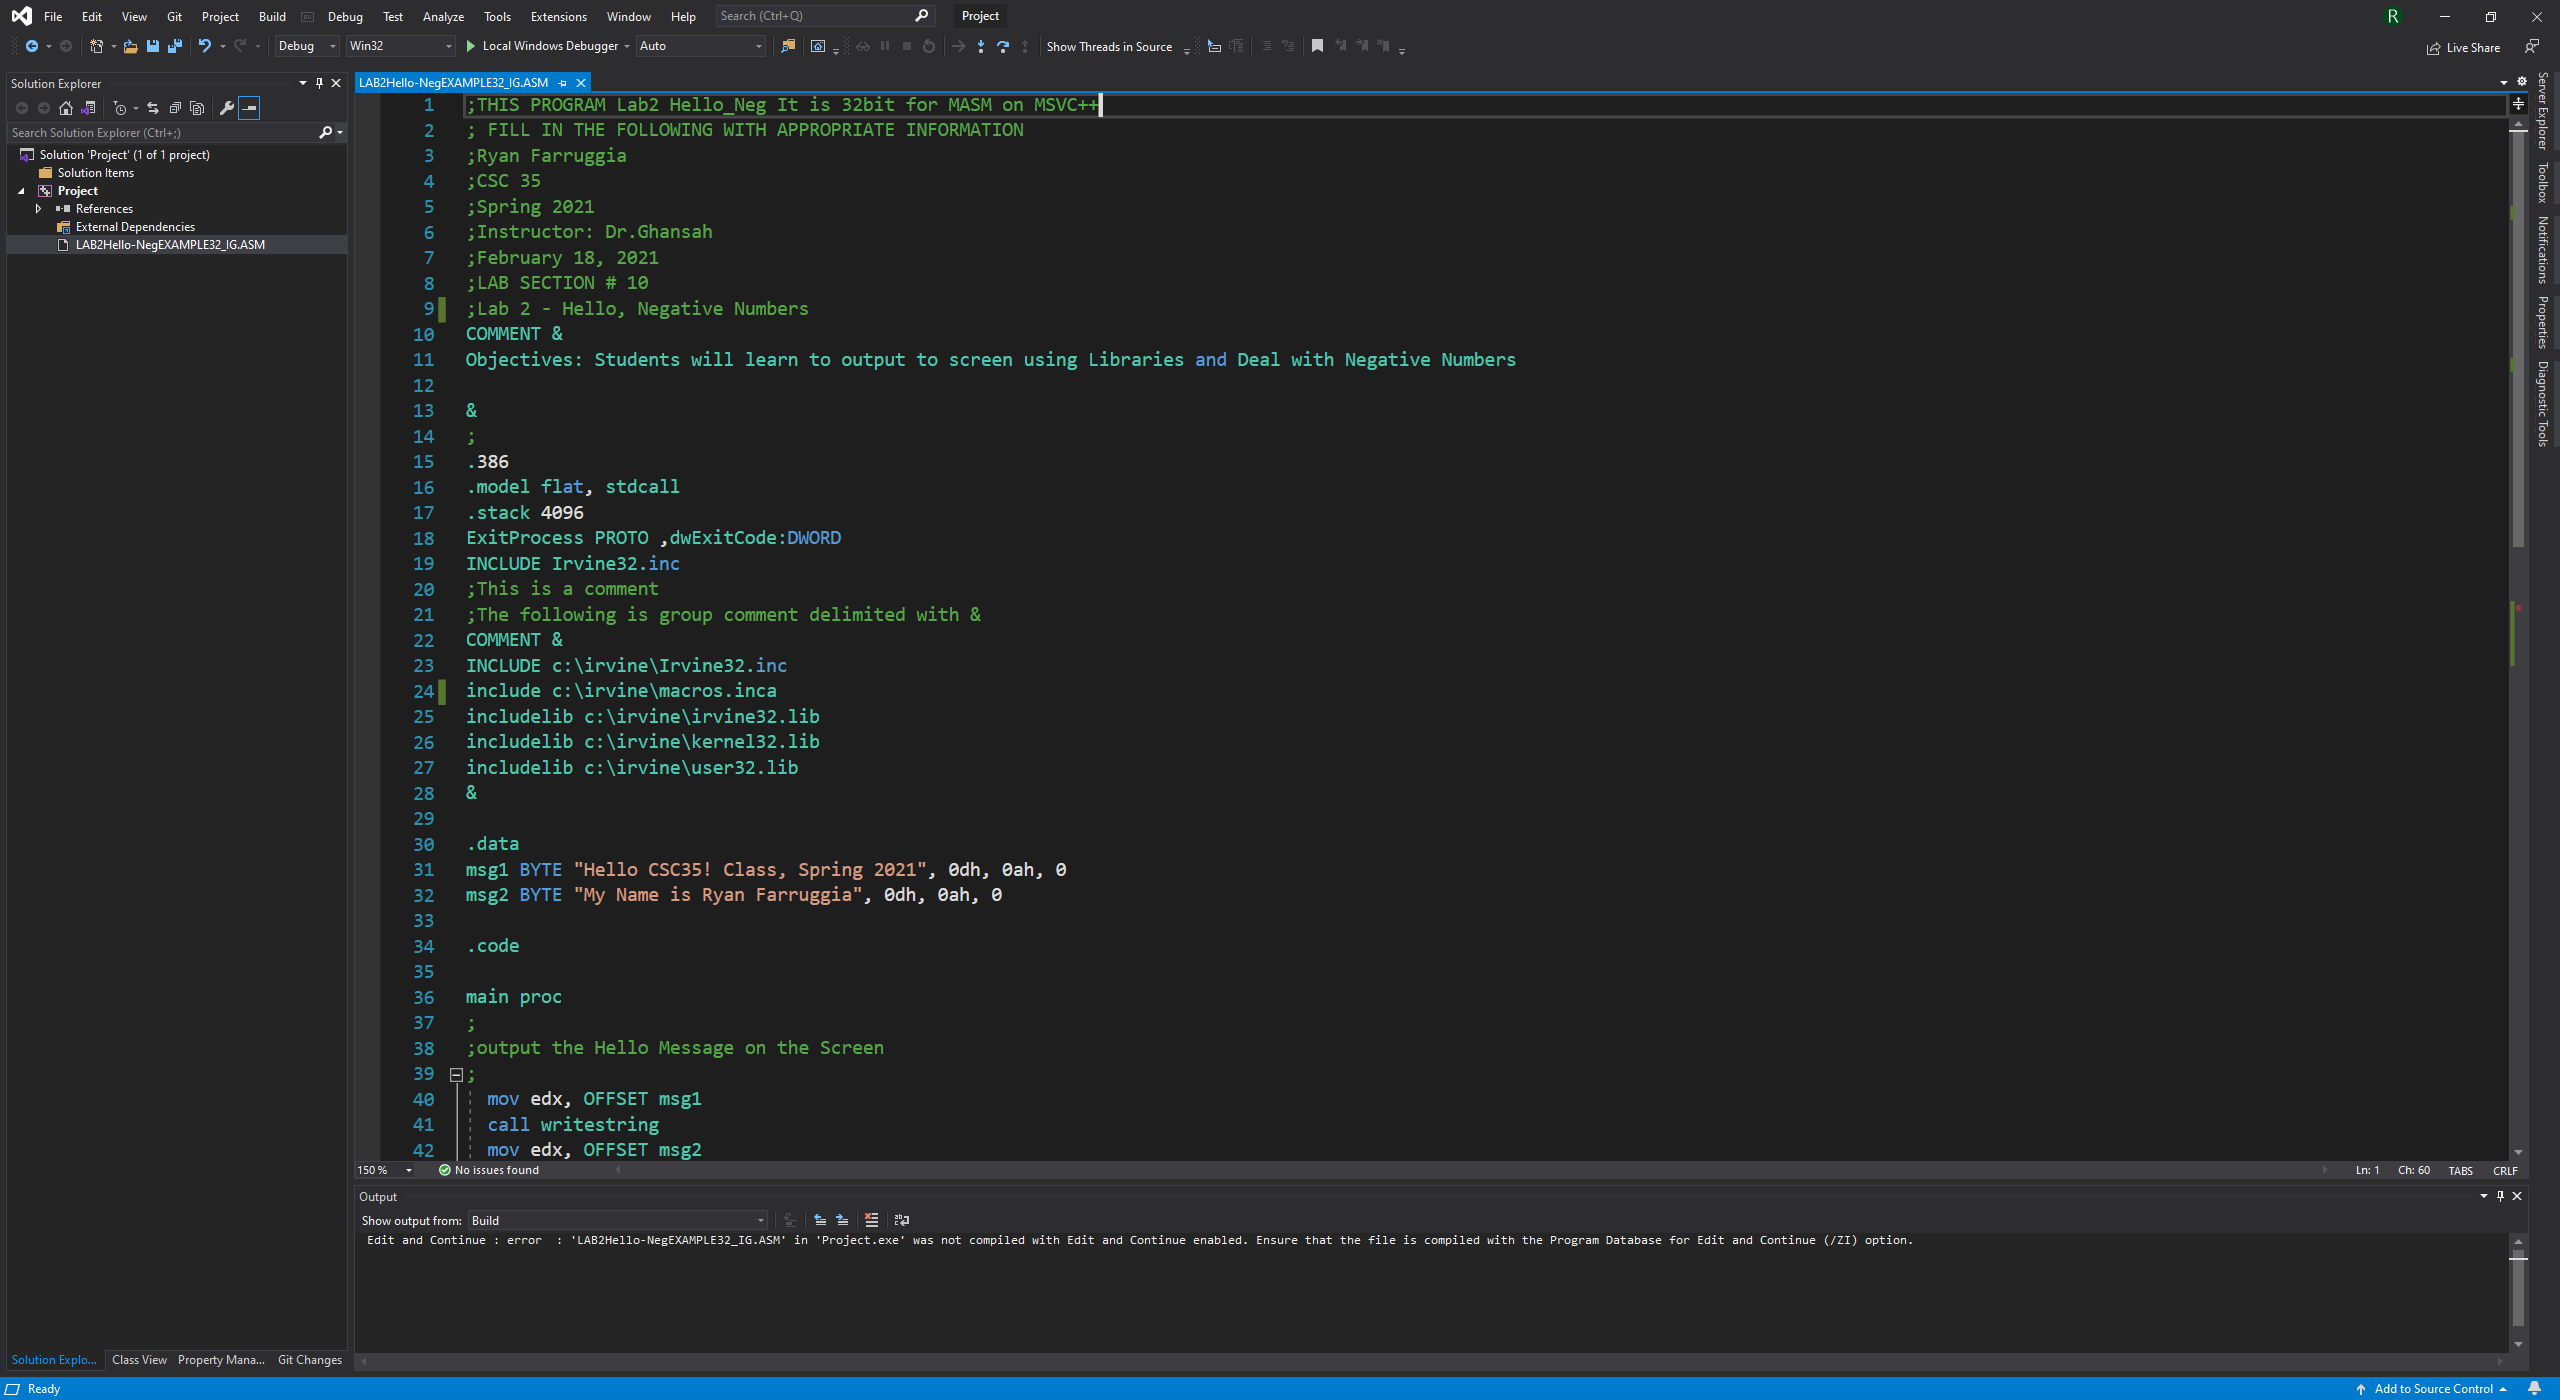 File Edit View Git Project Build Debug Test Analyze Tools Extensions Window Help Search (Ctrl+Q) Project R
Debug Win32 Local Windows Debugger Auto Show Threads in Source Live Share
Solution Explorer
Search Solution Explorer (Ctrl+;)
Solution 'Project' (1 of 1 project)
Solution Items
Project
References
External Dependencies
LAB2Hello-NegEXAMPLE32_IG.ASM
Solution Explo... Class View Property Mana... Git Changes
LAB2Hello-NegEXAMPLE32_IG.ASM
1 ;THIS PROGRAM Lab2 Hello_Neg It is 32bit for MASM on MSVC++
2 ; FILL IN THE FOLLOWING WITH APPROPRIATE INFORMATION
3 ;Ryan Farruggia
4 ;CSC 35
5 ;Spring 2021
6 ;Instructor: Dr.Ghansah
7 ;February 18, 2021
8 ;LAB SECTION # 10
9 ;Lab 2 - Hello, Negative Numbers
10 COMMENT &
11 Objectives: Students will learn to output to screen using Libraries and Deal with Negative Numbers
12
13 &
14 ;
15 .386
16 .model flat, stdcall
17 .stack 4096
18 ExitProcess PROTO ,dwExitCode:DWORD
19 INCLUDE Irvine32.inc
20 ;This is a comment
21 ;The following is group comment delimited with &
22 COMMENT &
23 INCLUDE c:\irvine\Irvine32.inc
24 include c:\irvine\macros.inca
25 includelib c:\irvine\irvine32.lib
26 includelib c:\irvine\kernel32.lib
27 includelib c:\irvine\user32.lib
28 &
29
30 .data
31 msg1 BYTE "Hello CSC35! Class, Spring 2021", 0dh, 0ah, 0
32 msg2 BYTE "My Name is Ryan Farruggia", 0dh, 0ah, 0
33
34 .code
35
36 main proc
37 ;
38 ;output the Hello Message on the Screen
39 ;
40 mov edx, OFFSET msg1
41 call writestring
42 mov edx, OFFSET msg2
150 % No issues found Ln: 1 Ch: 60 TABS CRLF
Output
Show output from: Build
Edit and Continue : error  : 'LAB2Hello-NegEXAMPLE32_IG.ASM' in 'Project.exe' was not compiled with Edit and Continue enabled. Ensure that the file is compiled with the Program Database for Edit and Continue (/ZI) option.
Server Explorer
Toolbox
Notifications
Properties
Diagnostic Tools
Ready Add to Source Control